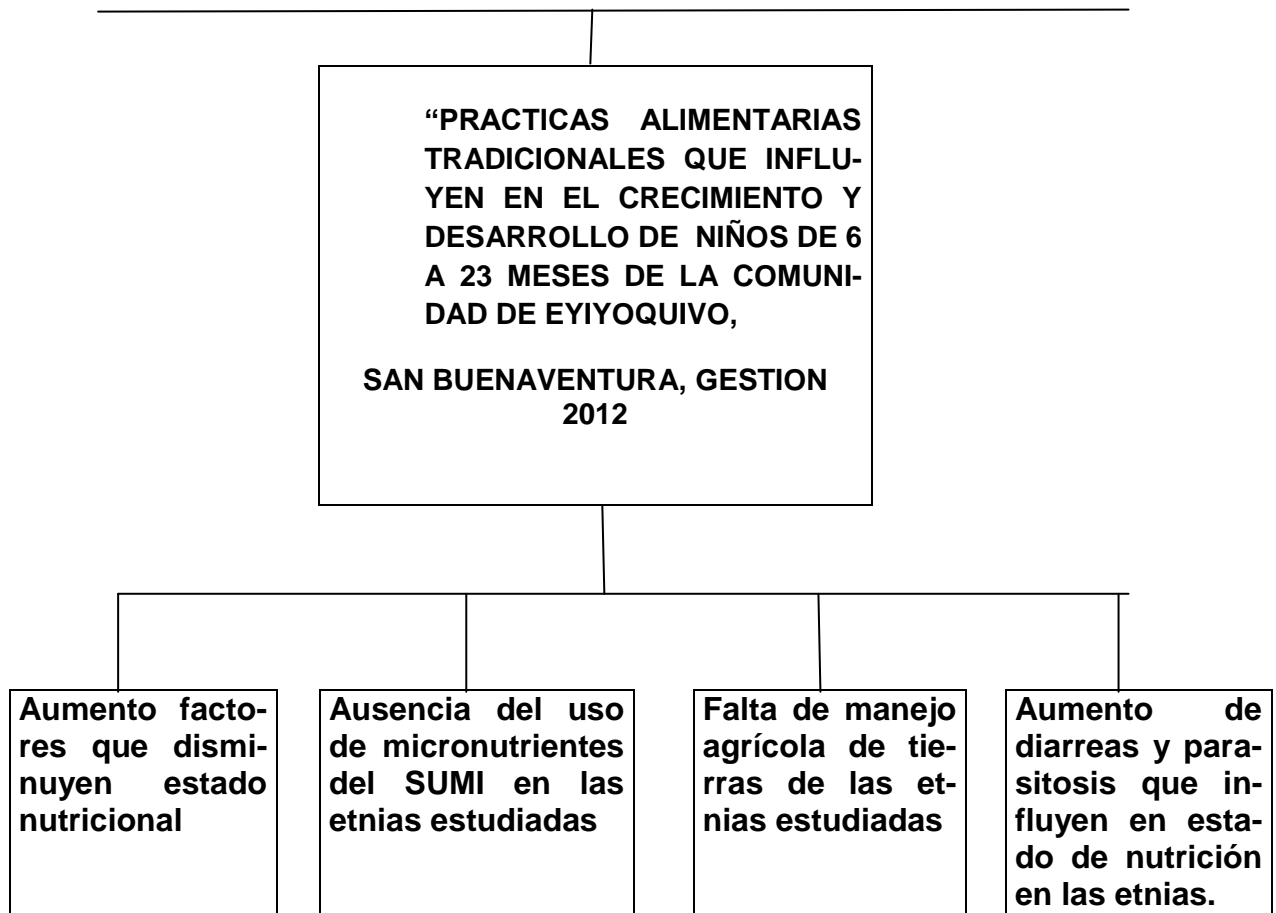 “PRACTICAS ALIMENTARIAS
TRADICIONALES QUE INFLU-
YEN EN EL CRECIMIENTO Y
DESARROLLO DE NIÑOS DE 6
A 23 MESES DE LA COMUNI-
DAD DE EYIYOQUIVO,
SAN BUENAVENTURA, GESTION
2012
Aumento facto-
res que dismi-
nuyen estado
nutricional
Ausencia del uso
de micronutrientes
del SUMI en las
etnias estudiadas
Falta de manejo
agrícola de tie-
rras de las et-
nias estudiadas
Aumento de
diarreas y para-
sitosis que in-
fluyen en esta-
do de nutrición
en las etnias.